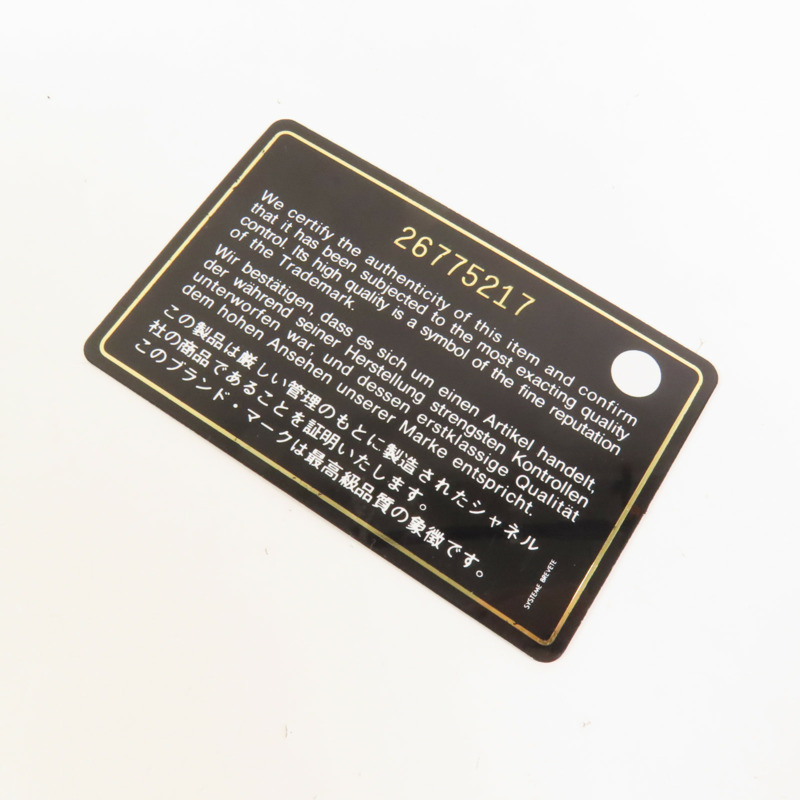 26775217
We certify the authenticity of this item and confirm
that it has been subjected to the most exacting quality
control. Its high quality is a symbol of the fine reputation
of the Trademark.
Wir bestätigen, dass es sich um einen Artikel handelt,
der während seiner Herstellung strengsten Kontrollen
unterworfen war, und dessen erstklassige Qualität
dem hohen Ansehen unserer Marke entspricht.
この製品は厳しい管理のもとに製造されたシャネル
社の商品であることを証明いたします。
このブランド・マークは最高級品質の象徴です。
SYSTEME BREVETE